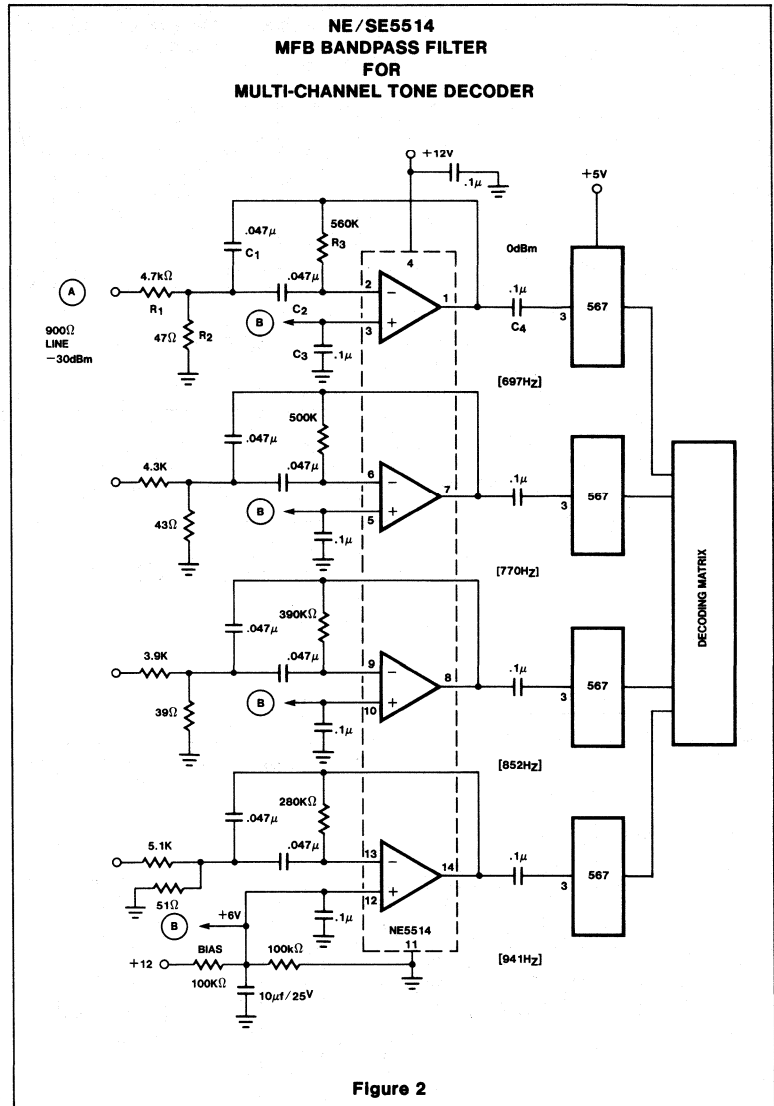 NE/SE5514
MFB BANDPASS FILTER
FOR
MULTI-CHANNEL TONE DECODER
+12V
.1µ
+5V
.047µ
C1
560K
R3
0dBm
4
4.7kΩ
.047µ
2
−
1
.1µ
567
A
R1
C2
B
3
+
C4
3
900Ω
LINE
−30dBm
47Ω
R2
C3
.1µ
[697HZ]
500K
.047µ
4.3K
.047µ
6
−
7
.1µ
567
B
5
+
3
43Ω
.1µ
[770HZ]
DECODING MATRIX
390KΩ
.047µ
3.9K
.047µ
9
−
8
.1µ
567
B
10
+
3
39Ω
.1µ
[852HZ]
280KΩ
.047µ
5.1K
.047µ
13
−
14
.1µ
567
12
+
3
51Ω
.1µ
B
+6V
NE5514
11
+12
BIAS
100KΩ
100kΩ
[941HZ]
10µf/25V
Figure 2